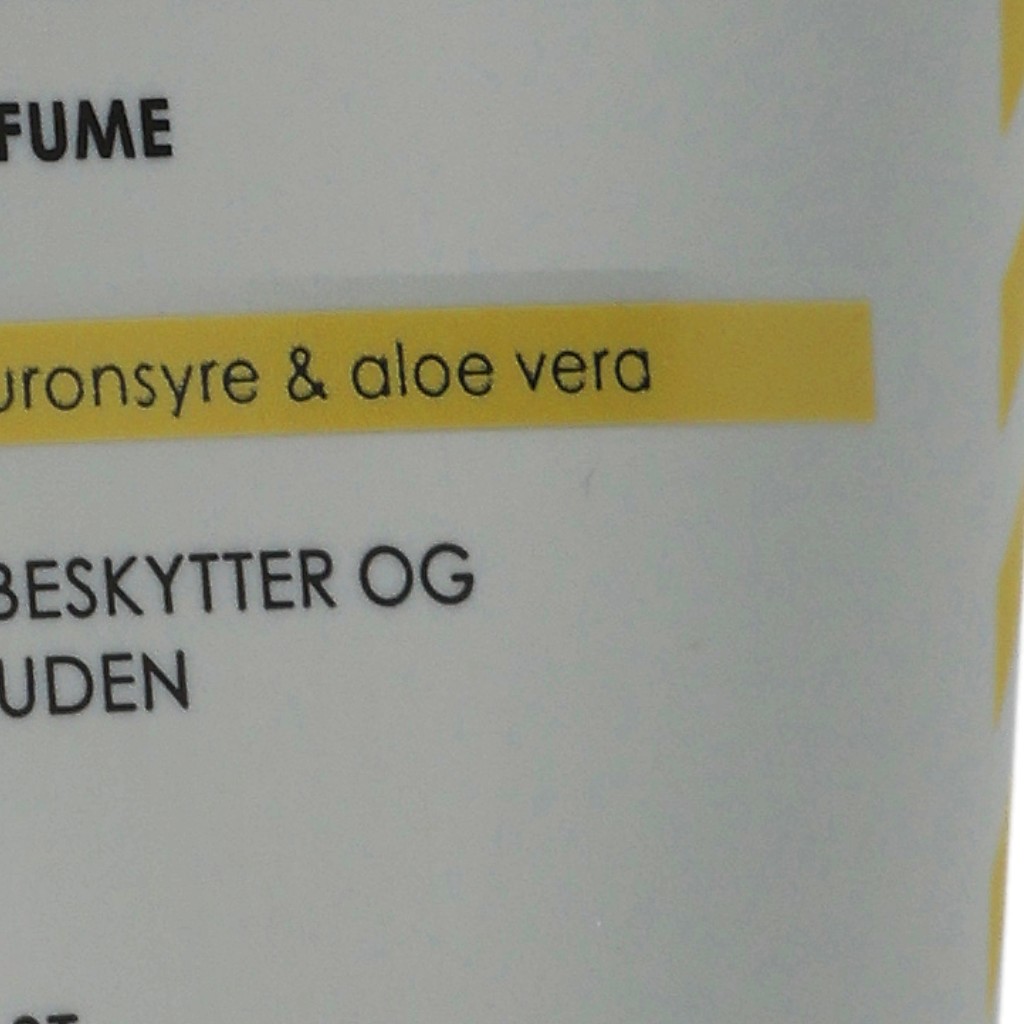 FUME
uronsyre & aloe vera
BESKYTTER OG
UDEN